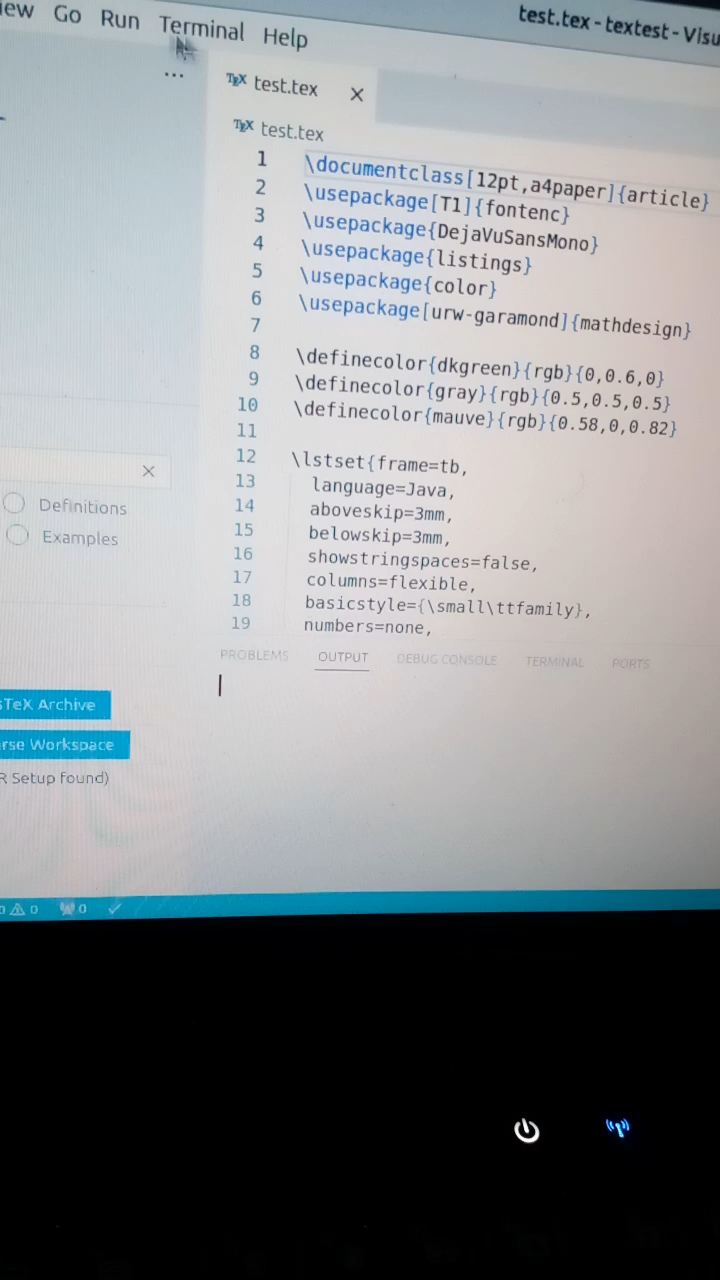 Go Run Terminal Help
test.tex - textest - Visu
...
TEX test.tex ×
TEX test.tex
1 \documentclass[12pt,a4paper]{article}
2 \usepackage[T1]{fontenc}
3 \usepackage{DejaVuSansMono}
4 \usepackage{listings}
5 \usepackage{color}
6 \usepackage[urw-garamond]{mathdesign}
7
8 \definecolor{dkgreen}{rgb}{0,0.6,0}
9 \definecolor{gray}{rgb}{0.5,0.5,0.5}
10 \definecolor{mauve}{rgb}{0.58,0,0.82}
11
12 \lstset{frame=tb,
13 language=Java,
14 aboveskip=3mm,
15 belowskip=3mm,
16 showstringspaces=false,
17 columns=flexible,
18 basicstyle={\small\ttfamily},
19 numbers=none,
Definitions
Examples
PROBLEMS OUTPUT DEBUG CONSOLE TERMINAL PORTS
sTeX Archive
rse Workspace
R Setup found)
0 0 0